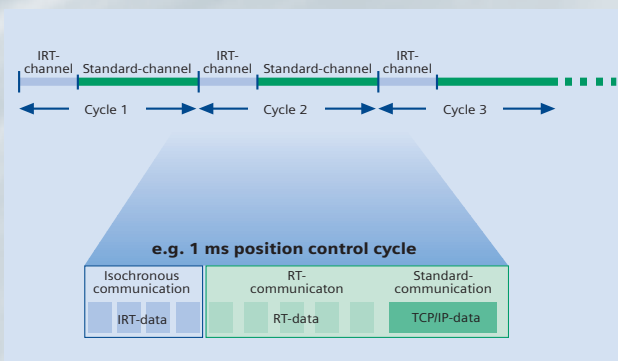 IRT-
channel
Standard-channel
IRT-
channel
Standard-channel
IRT-
channel
Cycle 1
Cycle 2
Cycle 3
e.g. 1 ms position control cycle
Isochronous
communication
RT-
communicaton
Standard-
communication
IRT-data
RT-data
TCP/IP-data